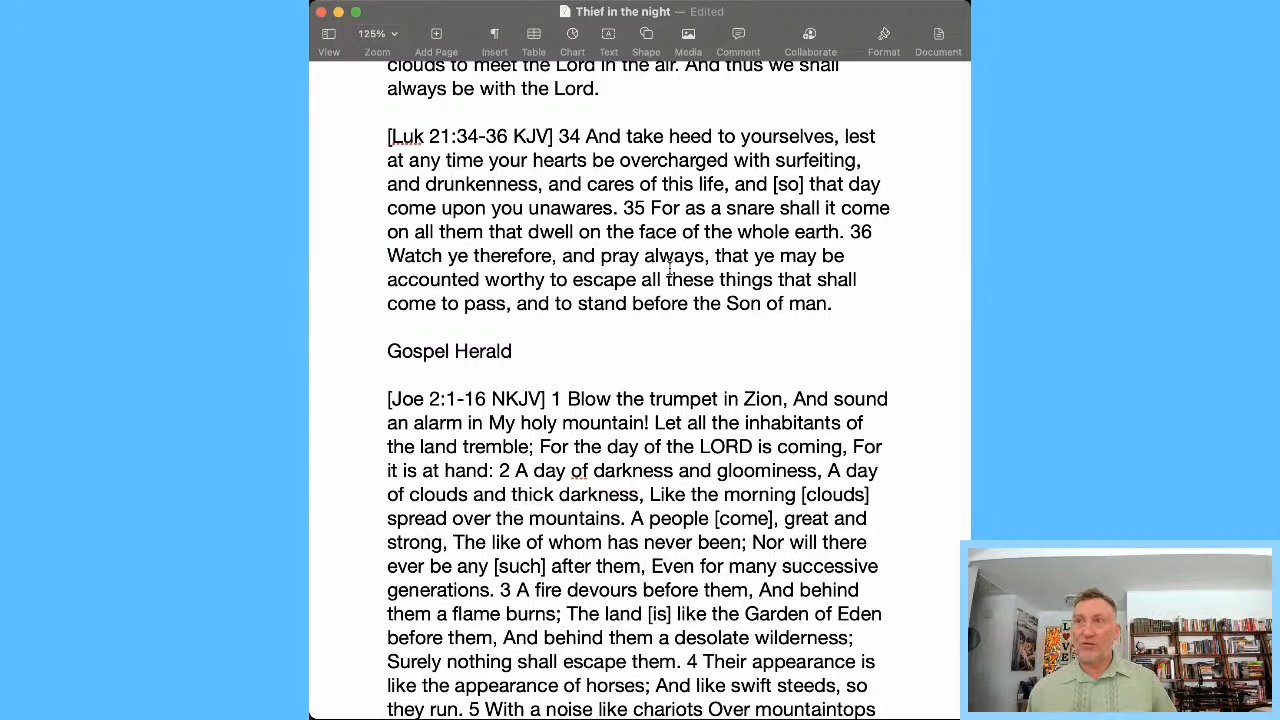 Thief in the night — Edited
125%
View Zoom Add Page Insert Table Chart Text Shape Media Comment Collaborate Format Document
clouds to meet the Lord in the air. And thus we shall
always be with the Lord.
[Luk 21:34-36 KJV] 34 And take heed to yourselves, lest
at any time your hearts be overcharged with surfeiting,
and drunkenness, and cares of this life, and [so] that day
come upon you unawares. 35 For as a snare shall it come
on all them that dwell on the face of the whole earth. 36
Watch ye therefore, and pray always, that ye may be
accounted worthy to escape all these things that shall
come to pass, and to stand before the Son of man.
Gospel Herald
[Joe 2:1-16 NKJV] 1 Blow the trumpet in Zion, And sound
an alarm in My holy mountain! Let all the inhabitants of
the land tremble; For the day of the LORD is coming, For
it is at hand: 2 A day of darkness and gloominess, A day
of clouds and thick darkness, Like the morning [clouds]
spread over the mountains. A people [come], great and
strong, The like of whom has never been; Nor will there
ever be any [such] after them, Even for many successive
generations. 3 A fire devours before them, And behind
them a flame burns; The land [is] like the Garden of Eden
before them, And behind them a desolate wilderness;
Surely nothing shall escape them. 4 Their appearance is
like the appearance of horses; And like swift steeds, so
they run. 5 With a noise like chariots Over mountaintops